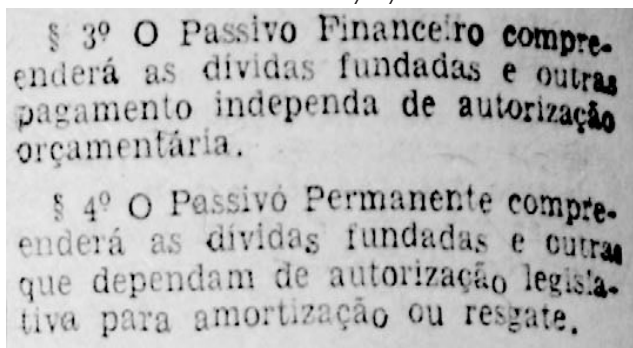 § 3º O Passivo Financeiro compre-
enderá as dívidas fundadas e outras
pagamento independa de autorização
orçamentária.
§ 4º O Passivo Permanente compre-
enderá as dívidas fundadas e outras
que dependam de autorização legisla-
tiva para amortização ou resgate.